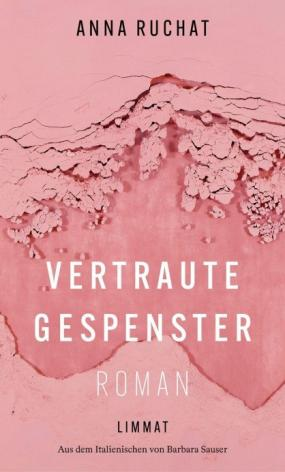 ANNA RUCHAT
VERTRAUTE
GESPENSTER
ROMAN
LIMMAT
Aus dem Italienischen von Barbara Sauser